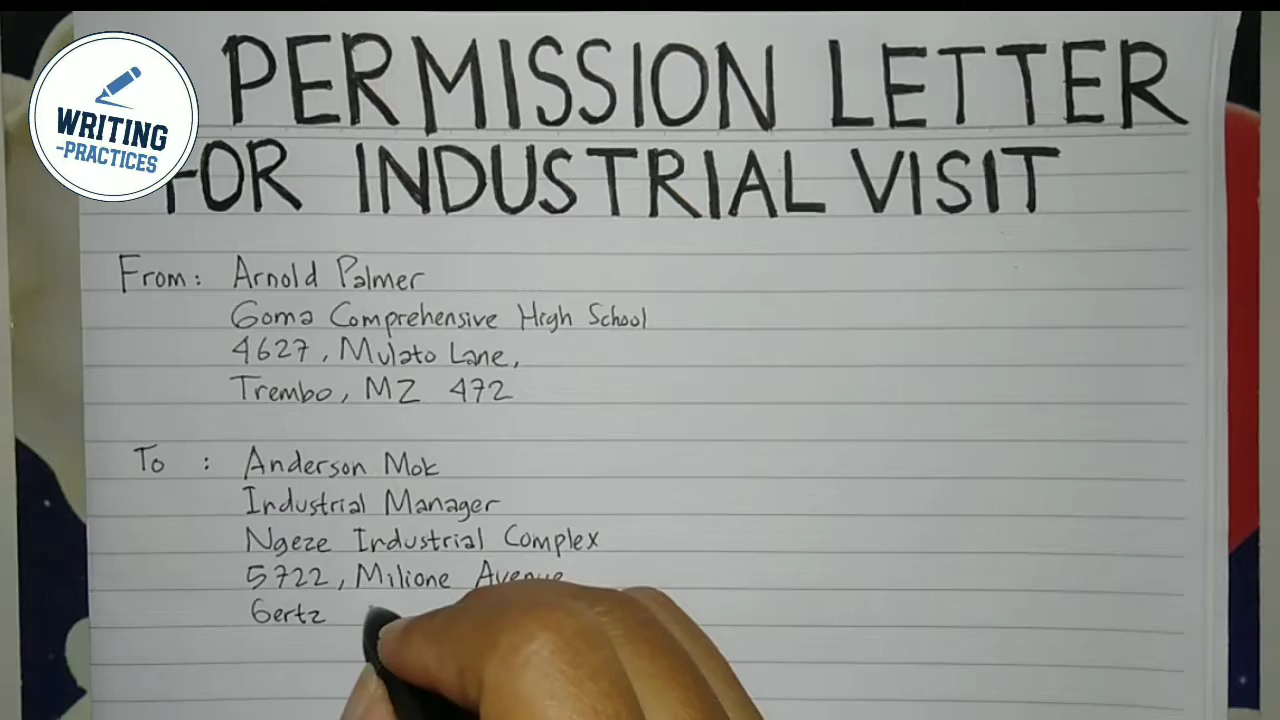 WRITING
-PRACTICES
PERMISSION LETTER
FOR INDUSTRIAL VISIT
From: Arnold Palmer
Goma Comprehensive High School
4627, Mulato Lane,
Trembo, MZ 472
To : Anderson Mok
Industrial Manager
Ngeze Industrial Complex
5722, Milione Avenue
Gertz